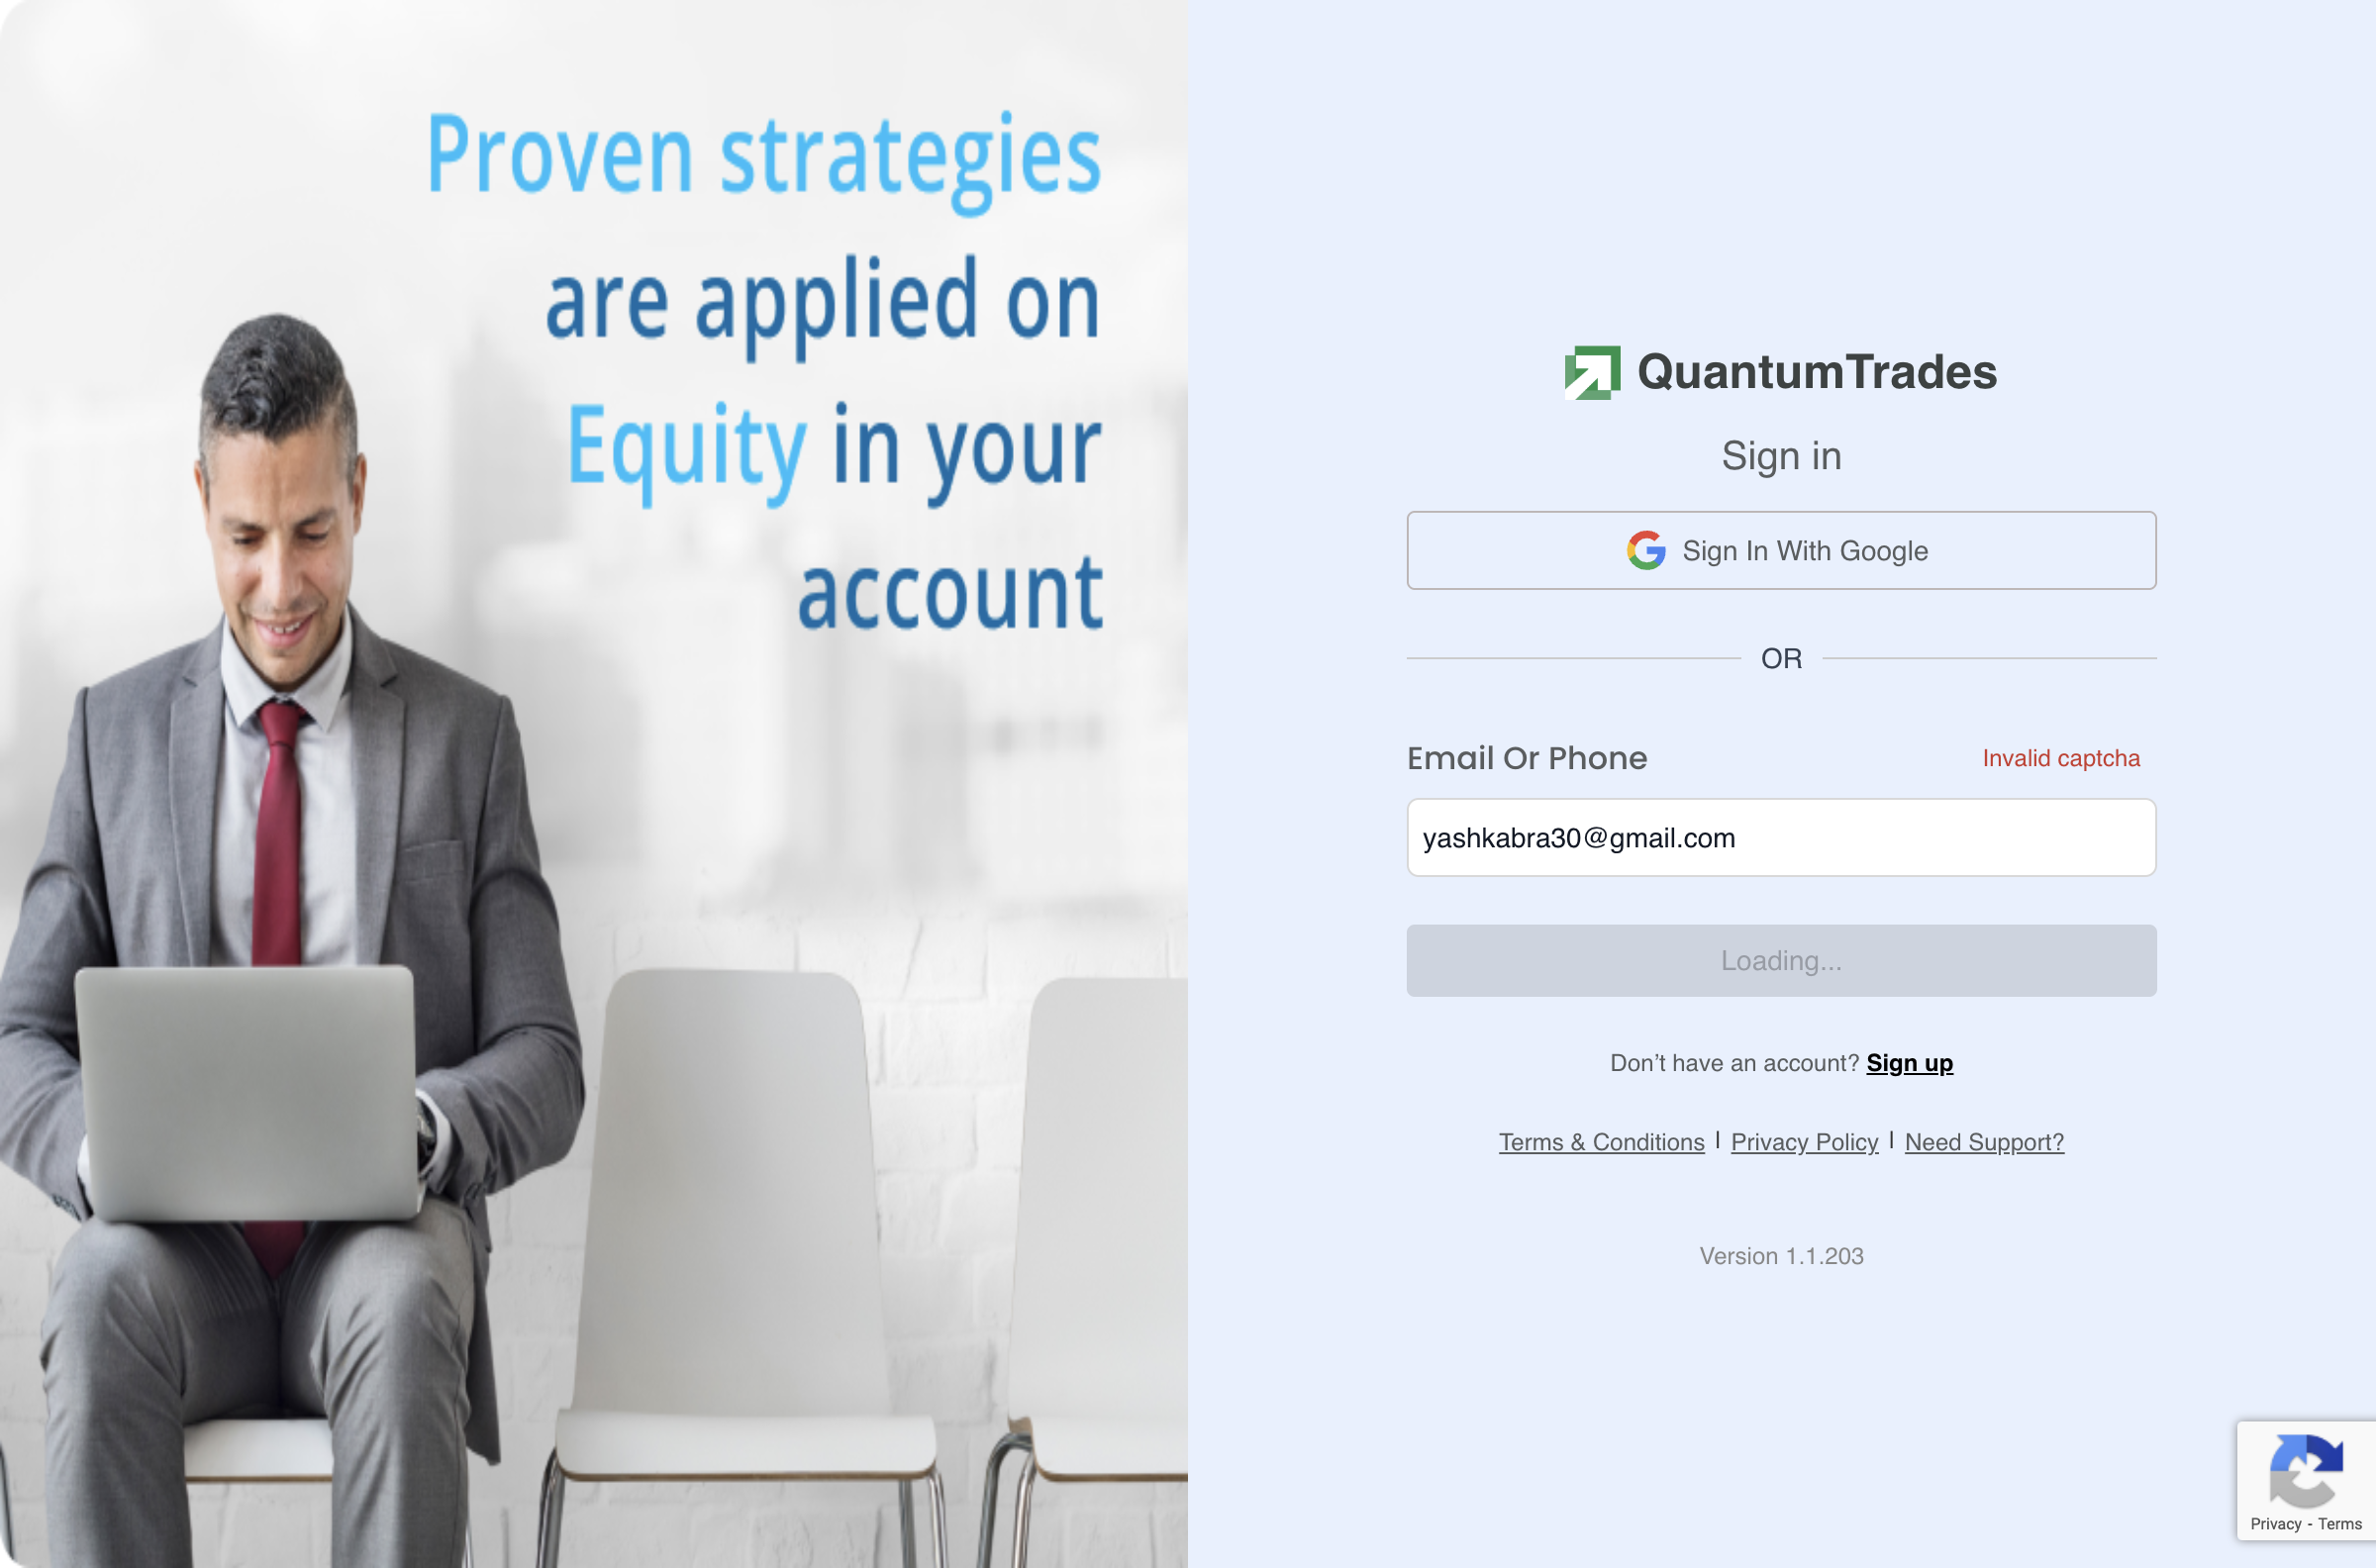 Proven strategies
are applied on
Equity in your
account
QuantumTrades
Sign in
Sign In With Google
OR
Email Or Phone
Invalid captcha
yashkabra30@gmail.com
Loading...
Don’t have an account? Sign up
Terms & Conditions | Privacy Policy | Need Support?
Version 1.1.203
Privacy - Terms